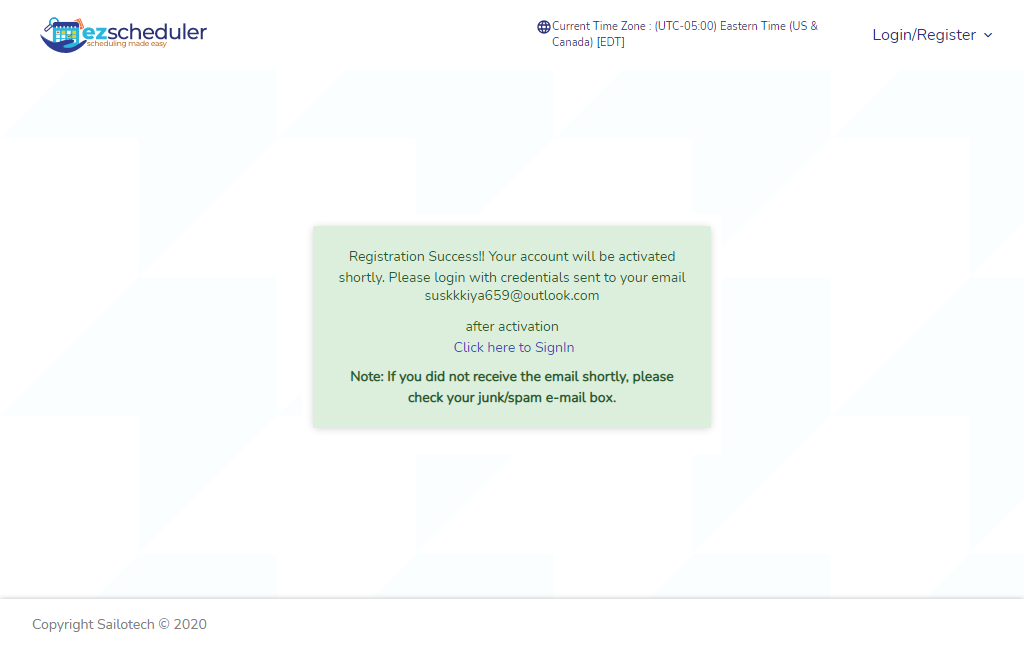 ezscheduler
scheduling made easy
Current Time Zone : (UTC-05:00) Eastern Time (US &
Canada) [EDT]
Login/Register
Registration Success!! Your account will be activated
shortly. Please login with credentials sent to your email
suskkkiya659@outlook.com
after activation
Click here to SignIn
Note: If you did not receive the email shortly, please
check your junk/spam e-mail box.
Copyright Sailotech © 2020